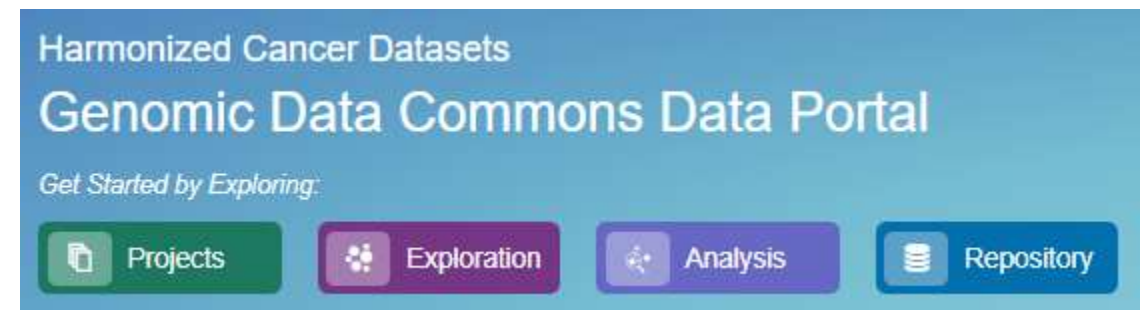 Harmonized Cancer Datasets
Genomic Data Commons Data Portal
Get Started by Exploring:
Projects Exploration Analysis Repository